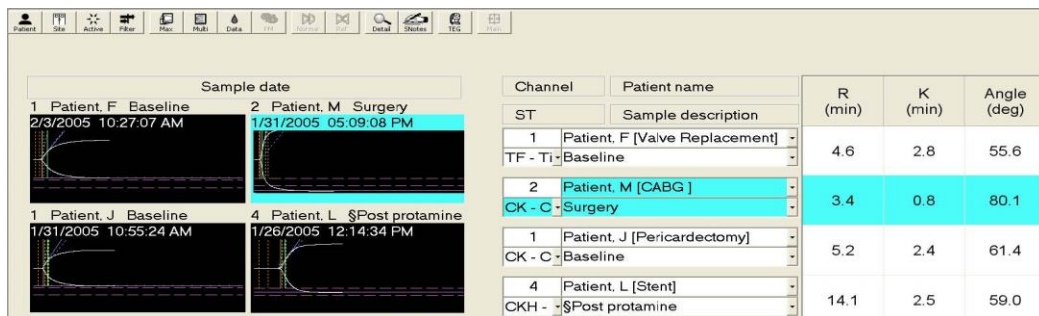 Patient Site Active Filter Max Multi Data PM Normal Ref Detail SNotes TEG Main
Sample date
1 Patient, F Baseline
2/3/2005 10:27:07 AM
2 Patient, M Surgery
1/31/2005 05:09:08 PM
1 Patient, J Baseline
1/31/2005 10:55:24 AM
4 Patient, L §Post protamine
1/26/2005 12:14:34 PM
Channel Patient name
ST Sample description
R (min) K (min) Angle (deg)
1 Patient, F [Valve Replacement]
TF - Ti Baseline
4.6 2.8 55.6
2 Patient, M [CABG ]
CK - C Surgery
3.4 0.8 80.1
1 Patient, J [Pericardectomy]
CK - C Baseline
5.2 2.4 61.4
4 Patient, L [Stent]
CKH - §Post protamine
14.1 2.5 59.0